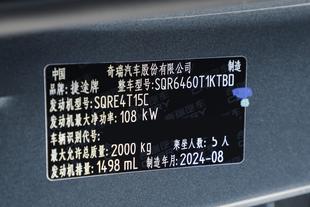 中国 奇瑞汽车股份有限公司 制造
品牌：捷途牌 整车型号：SQR6460T1KTBD
发动机型号：SQRE4T15C
发动机最大净功率：108 kW
车辆识别代号：
最大允许总质量：2000 kg 乘坐人数：5 人
发动机排量：1498 mL 制造年月：2024-08